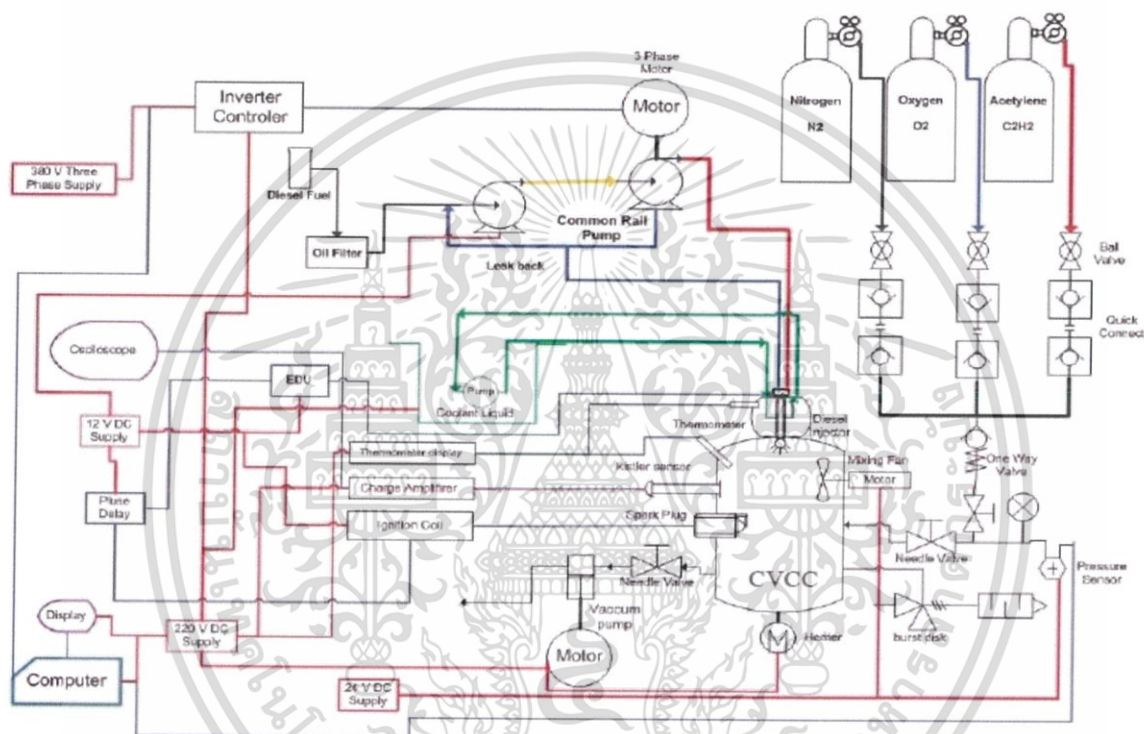 3 Phase
Motor
Inverter
Controler
Motor
Nitrogen
N2
Oxygen
O2
Acetylene
C2H2
380 V Three
Phase Supply
Diesel Fuel
Oil Filter
Common Rail
Pump
Leak back
Ball
Valve
Quick
Connect
Osciloscope
EDU
Pump
Coolant Liquid
Thermometer
Diesel
Injector
12 V DC
Supply
Thermometer display
Kistler sensor
Mixing Fan
Motor
One Way
Valve
Pluse
Delay
Charge Amplifirer
Ignition Coil
Spark Plug
Needle Valve
Needle Valve
CVCC
Pressure
Sensor
Display
220 V DC
Supply
Vaccum
pump
burst disk
Motor
M
Computer
24 V DC
Supply